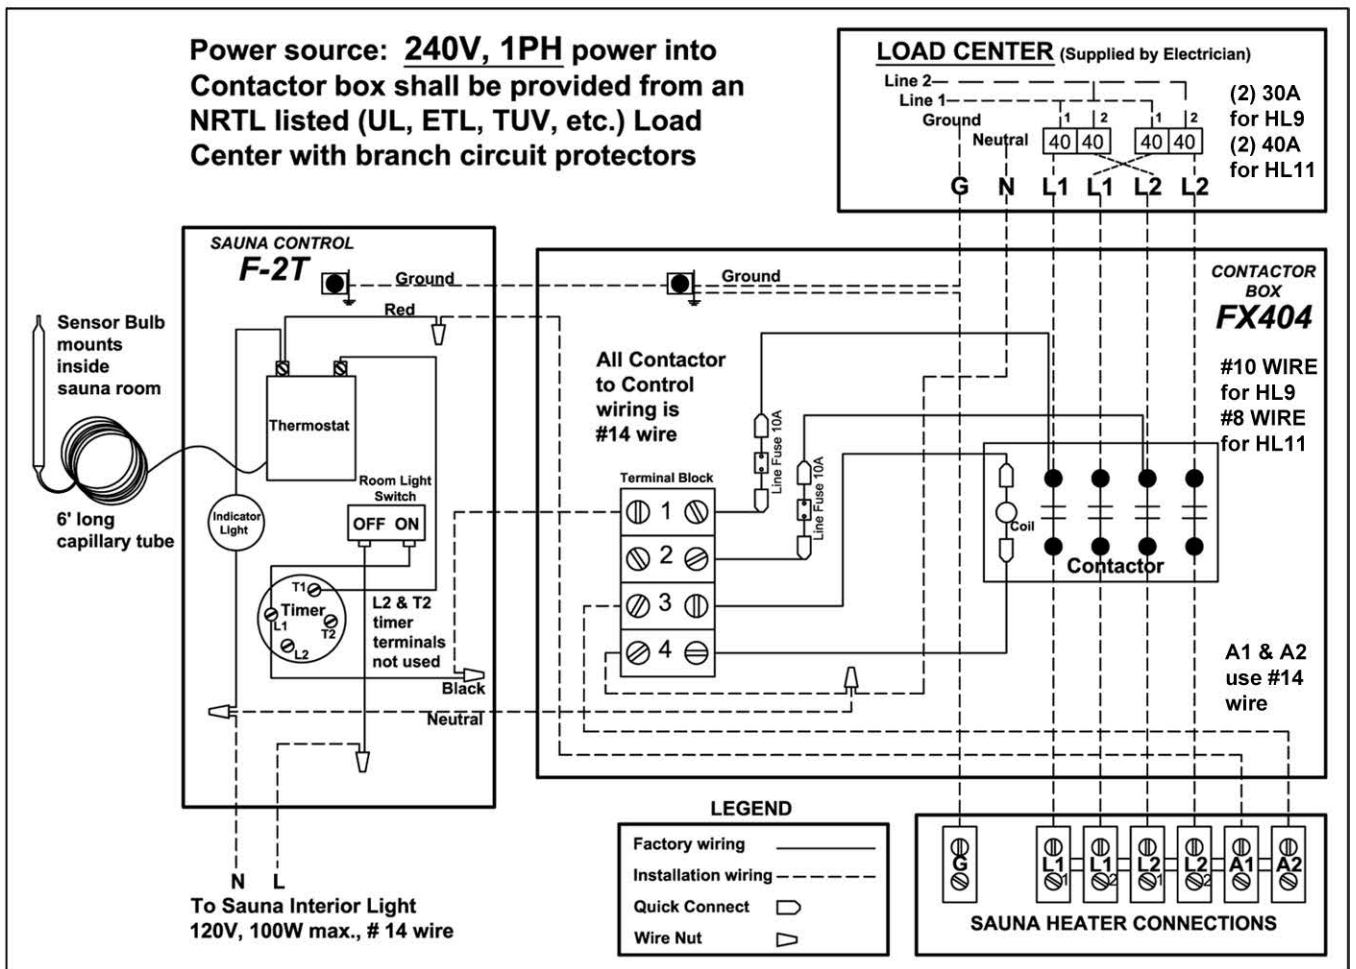 Power source: 240V, 1PH power into
Contactor box shall be provided from an
NRTL listed (UL, ETL, TUV, etc.) Load
Center with branch circuit protectors
LOAD CENTER (Supplied by Electrician)
Line 2
Line 1
Ground
Neutral
1 2 1 2
40 40 40 40
(2) 30A
for HL9
(2) 40A
for HL11
G N L1 L1 L2 L2
SAUNA CONTROL
F-2T
Ground
Red
Sensor Bulb
mounts
inside
sauna room
Thermostat
6' long
capillary tube
Indicator
Light
Room Light
Switch
OFF ON
T1
Timer
L1
T2
L2
L2 & T2
timer
terminals
not used
Black
Neutral
N L
To Sauna Interior Light
120V, 100W max., # 14 wire
Ground
CONTACTOR
BOX
FX404
All Contactor
to Control
wiring is
#14 wire
#10 WIRE
for HL9
#8 WIRE
for HL11
Line Fuse 10A
Line Fuse 10A
Terminal Block
1
2
3
4
Coil
Contactor
A1 & A2
use #14
wire
LEGEND
Factory wiring
Installation wiring
Quick Connect
Wire Nut
G L1 L1 L2 L2 A1 A2
1 2 1 2
SAUNA HEATER CONNECTIONS